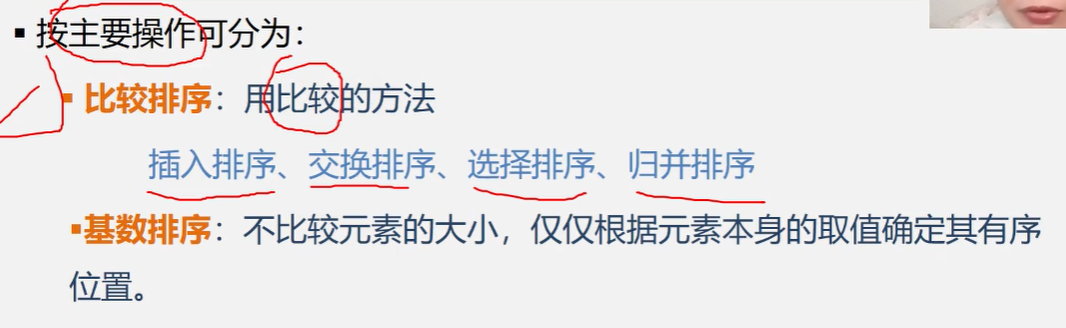 ▪ 按主要操作可分为：
▪ 比较排序：用比较的方法
插入排序、交换排序、选择排序、归并排序
▪基数排序：不比较元素的大小，仅仅根据元素本身的取值确定其有序
位置。